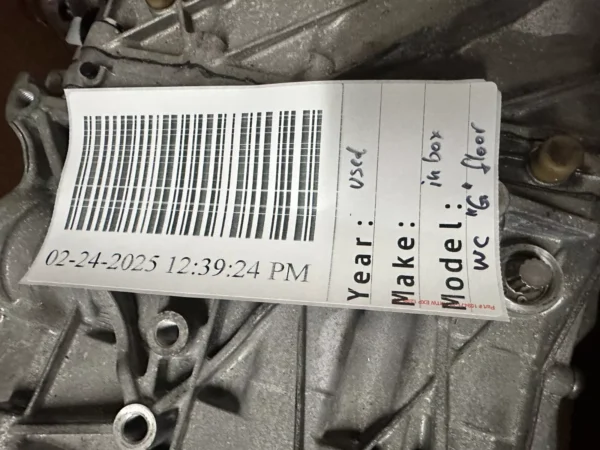 02-24-2025 12:39:24 PM
Year: used
Make:
Model: in box
WC "G" floor